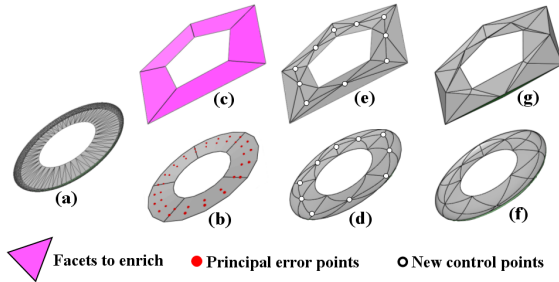 (c)
(e)
(g)
(a)
(b)
(d)
(f)
Facets to enrich
Principal error points
New control points